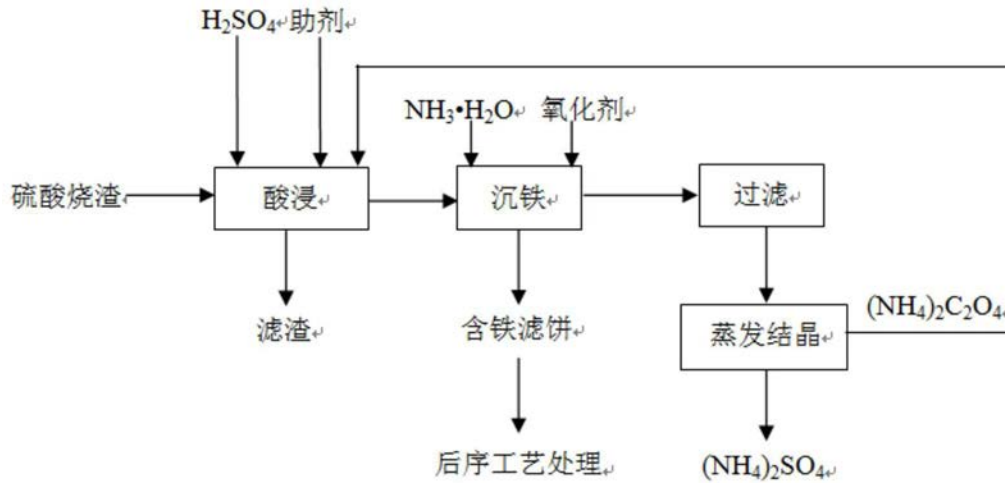 H₂SO₄ 助剂
NH₃•H₂O 氧化剂
硫酸烧渣 酸浸 沉铁 过滤
滤渣 含铁滤饼 蒸发结晶 (NH₄)₂C₂O₄
后序工艺处理 (NH₄)₂SO₄